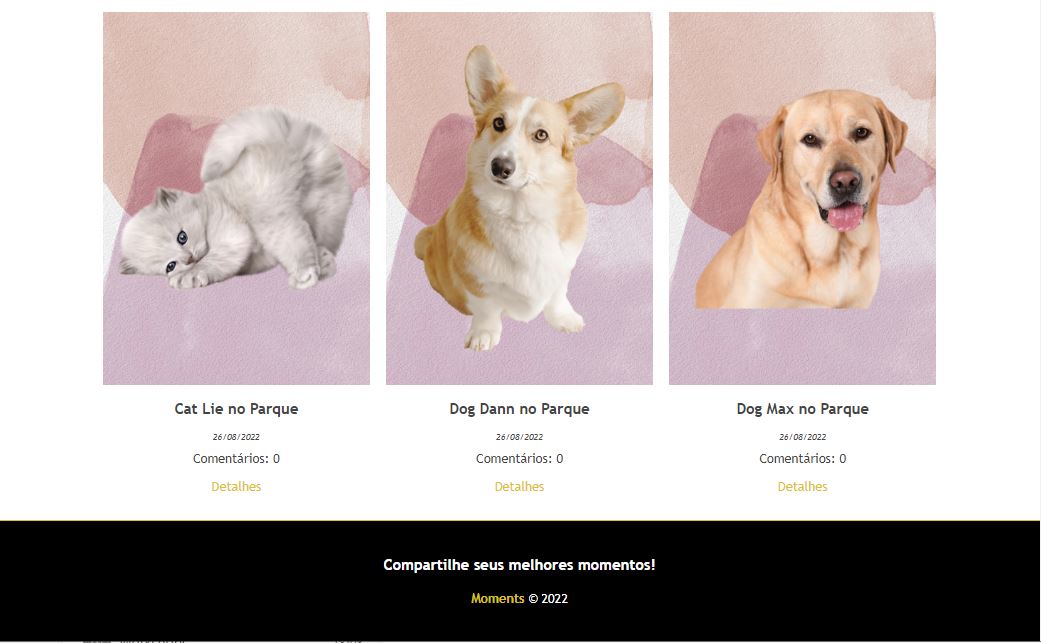 Cat Lie no Parque
26/08/2022
Comentários: 0
Detalhes
Dog Dann no Parque
26/08/2022
Comentários: 0
Detalhes
Dog Max no Parque
26/08/2022
Comentários: 0
Detalhes
Compartilhe seus melhores momentos!
Moments © 2022